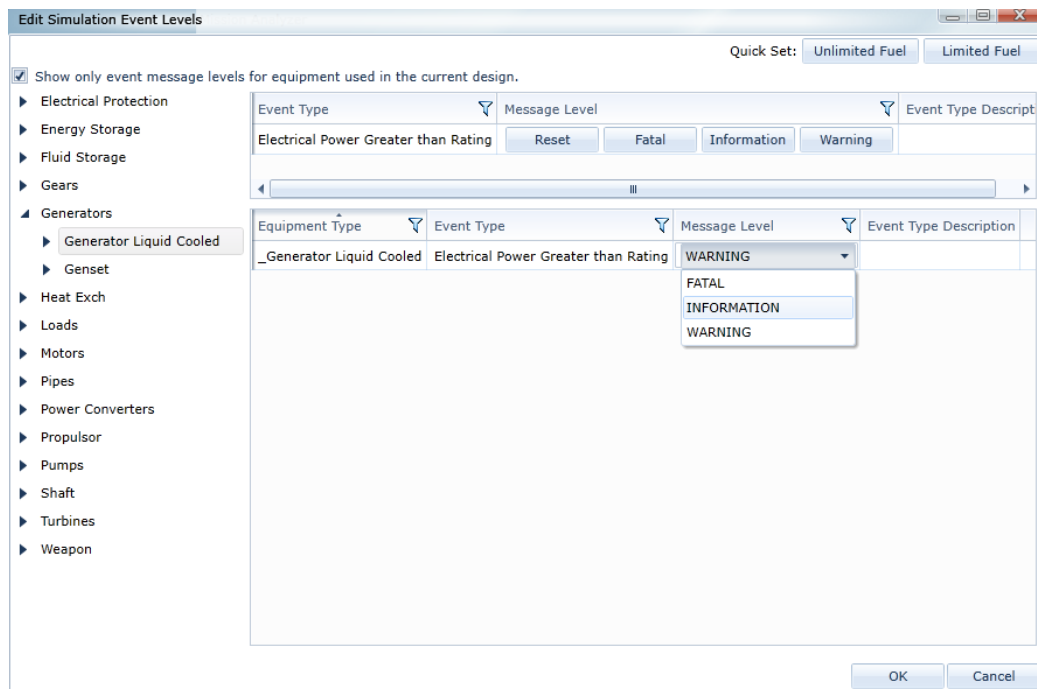 Edit Simulation Event Levels
Quick Set: Unlimited Fuel Limited Fuel
Show only event message levels for equipment used in the current design.
Electrical Protection
Energy Storage
Fluid Storage
Gears
Generators
Generator Liquid Cooled
Genset
Heat Exch
Loads
Motors
Pipes
Power Converters
Propulsor
Pumps
Shaft
Turbines
Weapon
Event Type Message Level Event Type Descript
Electrical Power Greater than Rating Reset Fatal Information Warning
Equipment Type Event Type Message Level Event Type Description
_Generator Liquid Cooled Electrical Power Greater than Rating WARNING
FATAL
INFORMATION
WARNING
OK Cancel